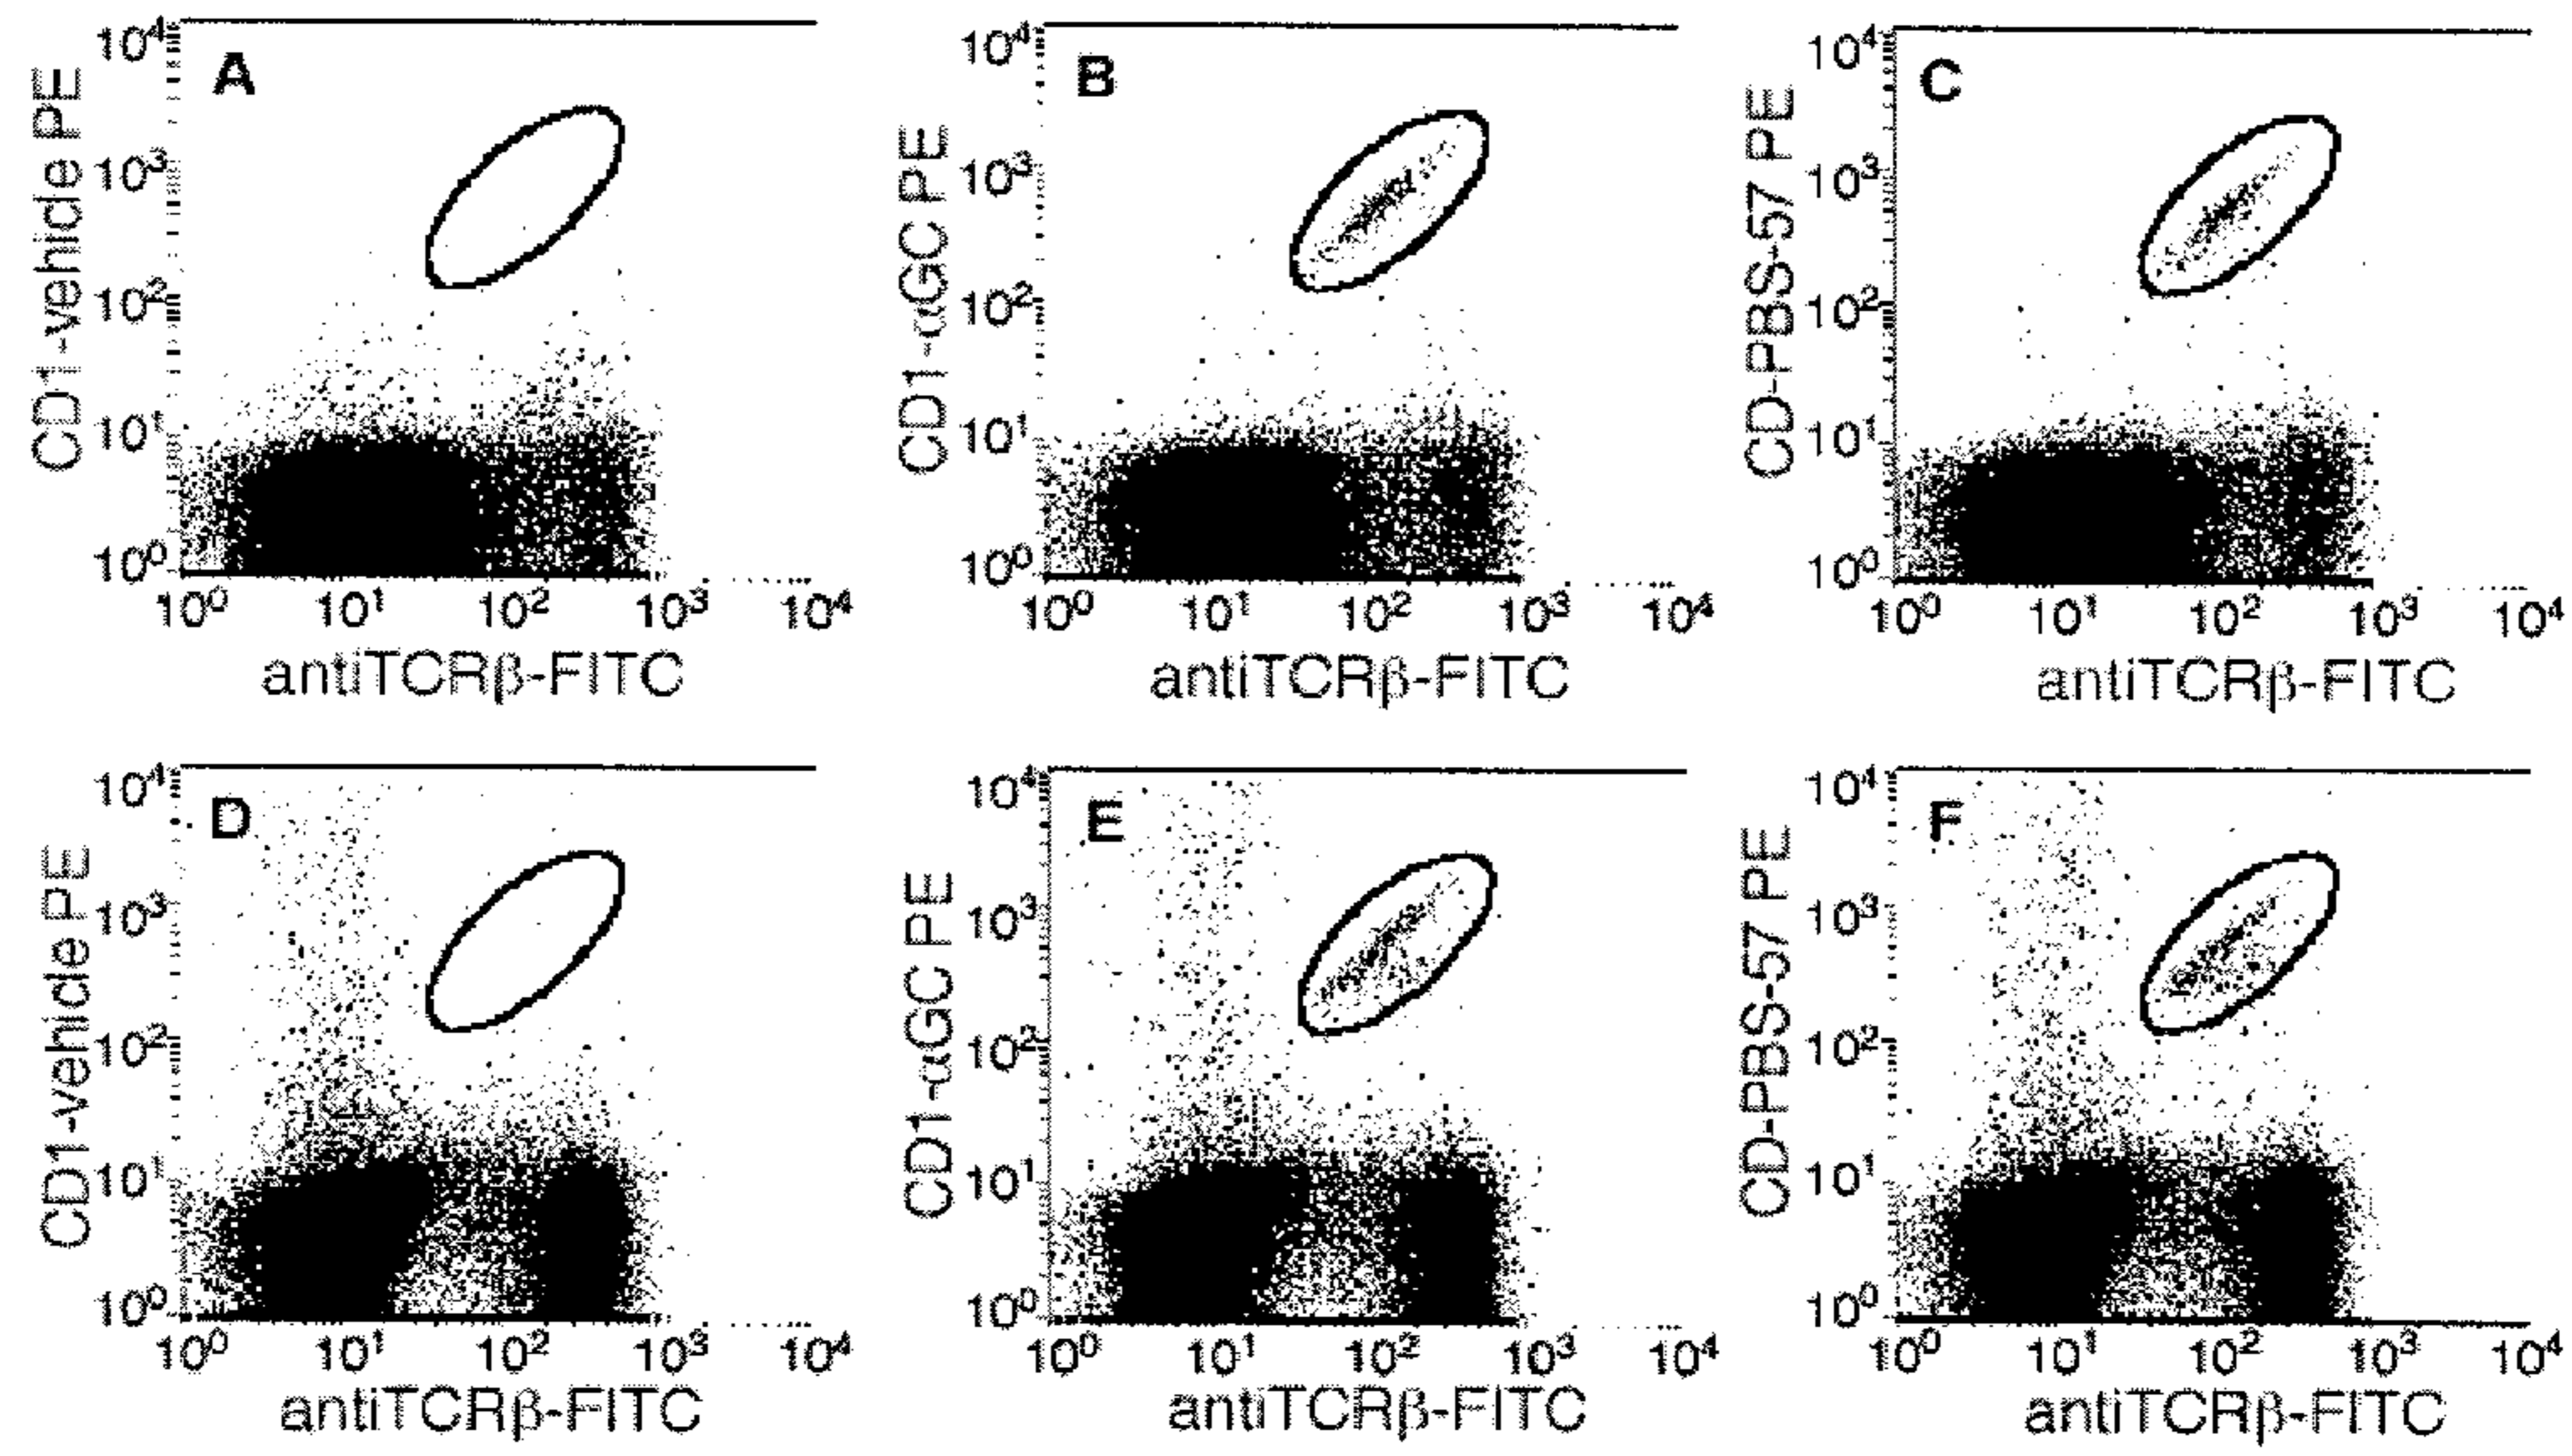 A
CD1-vehicle PE
10⁴
10³
10²
10¹
10⁰
10⁰ 10¹ 10² 10³ 10⁴
antiTCRβ-FITC
B
CD1-αGC PE
10⁴
10³
10²
10¹
10⁰
10⁰ 10¹ 10² 10³ 10⁴
antiTCRβ-FITC
C
CD-PBS-57 PE
10⁴
10³
10²
10¹
10⁰
10⁰ 10¹ 10² 10³ 10⁴
antiTCRβ-FITC
D
CD1-vehicle PE
10⁴
10³
10²
10¹
10⁰
10⁰ 10¹ 10² 10³ 10⁴
antiTCRβ-FITC
E
CD1-αGC PE
10⁴
10³
10²
10¹
10⁰
10⁰ 10¹ 10² 10³ 10⁴
antiTCRβ-FITC
F
CD-PBS-57 PE
10⁴
10³
10²
10¹
10⁰
10⁰ 10¹ 10² 10³ 10⁴
antiTCRβ-FITC